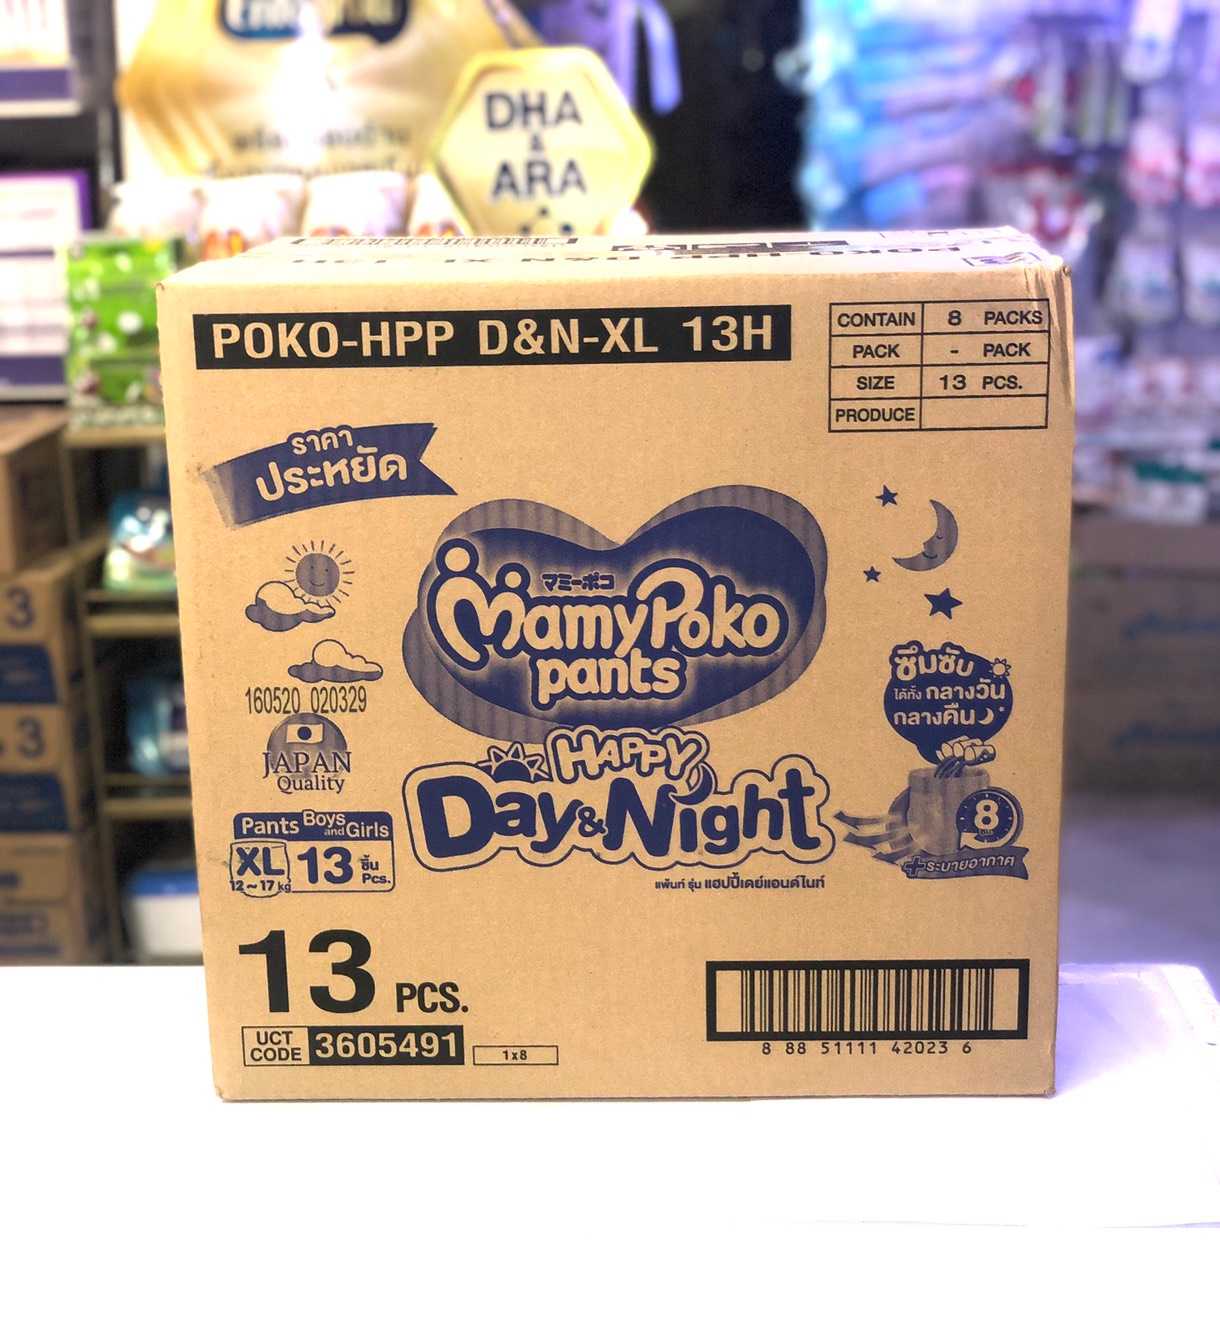 DHA
&
ARA
POKO-HPP D&N-XL 13H
CONTAIN 8 PACKS
PACK - PACK
SIZE 13 PCS.
PRODUCE
ราคา
ประหยัด
マミーポコ
MamyPoko
pants
ซึมซับ
ได้ทั้ง กลางวัน
กลางคืน
160520 020329
JAPAN
Quality
HAPPY
Day&Night
แพ้นท์ รุ่น แฮปปี้เดย์แอนด์ไนท์
8
+ระบายอากาศ
Pants Boys and Girls
XL 13 ชิ้น Pcs.
12~17 kg
13 PCS.
UCT CODE 3605491
1x8
8 88 51111 42023 6
3
3